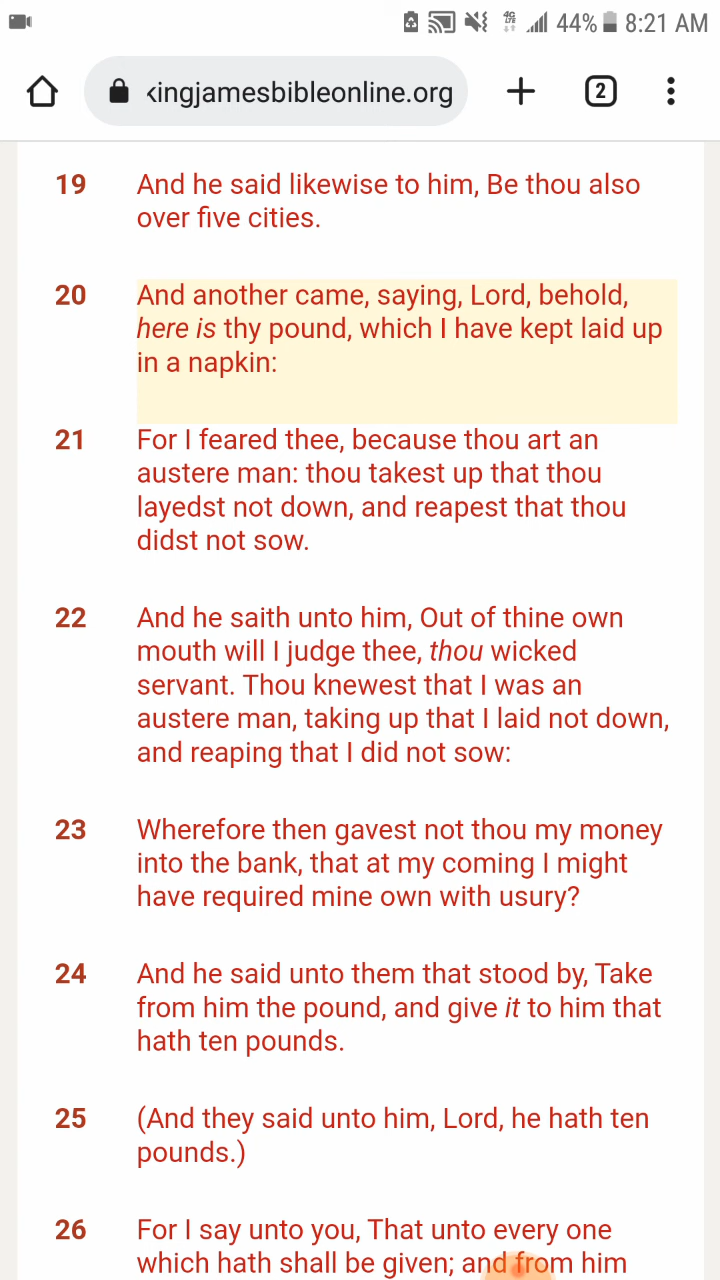 4G LTE 44% 8:21 AM
kingjamesbibleonline.org 2
19 And he said likewise to him, Be thou also
over five cities.
20 And another came, saying, Lord, behold,
here is thy pound, which I have kept laid up
in a napkin:
21 For I feared thee, because thou art an
austere man: thou takest up that thou
layedst not down, and reapest that thou
didst not sow.
22 And he saith unto him, Out of thine own
mouth will I judge thee, thou wicked
servant. Thou knewest that I was an
austere man, taking up that I laid not down,
and reaping that I did not sow:
23 Wherefore then gavest not thou my money
into the bank, that at my coming I might
have required mine own with usury?
24 And he said unto them that stood by, Take
from him the pound, and give it to him that
hath ten pounds.
25 (And they said unto him, Lord, he hath ten
pounds.)
26 For I say unto you, That unto every one
which hath shall be given; and from him